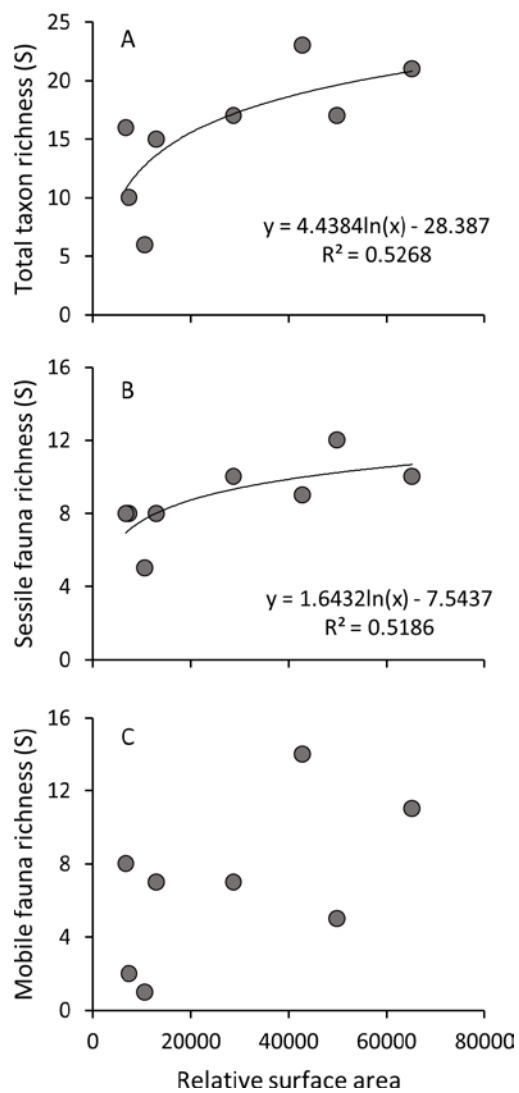 25
20
15
10
5
0
Total taxon richness (S)
A
y = 4.4384ln(x) - 28.387
R² = 0.5268
16
12
8
4
0
Sessile fauna richness (S)
B
y = 1.6432ln(x) - 7.5437
R² = 0.5186
16
12
8
4
0
Mobile fauna richness (S)
C
0 20000 40000 60000 80000
Relative surface area